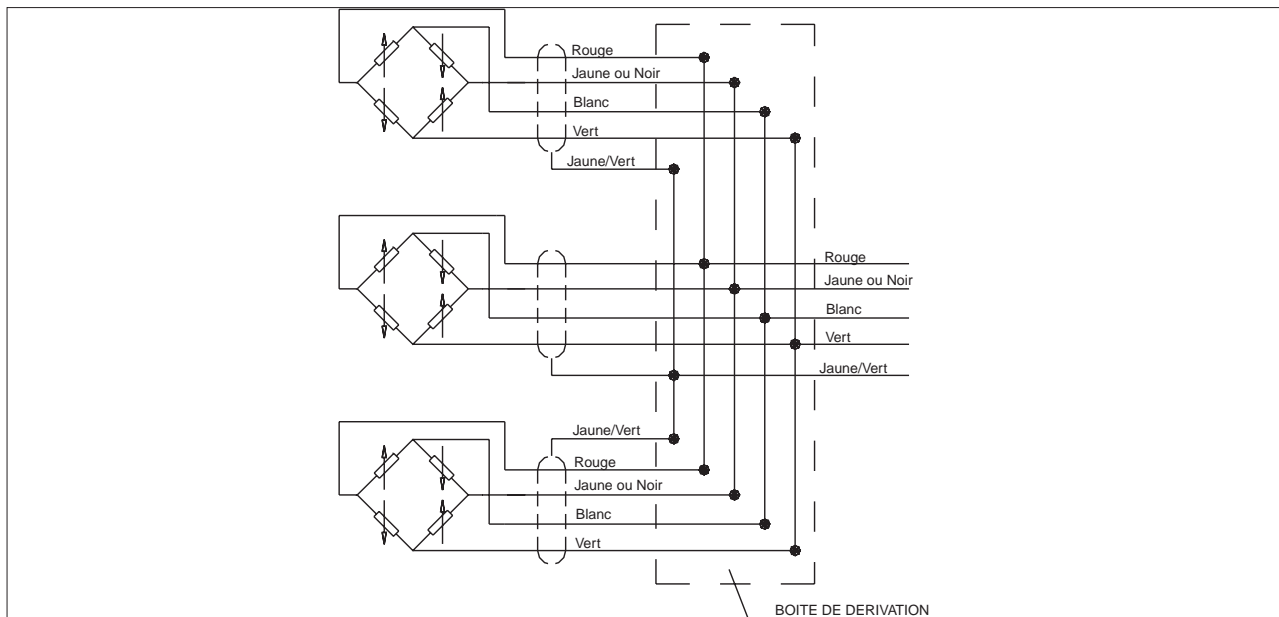 Rouge
Jaune ou Noir
Blanc
Vert
Jaune/Vert
Rouge
Jaune ou Noir
Blanc
Vert
Jaune/Vert
Jaune/Vert
Rouge
Jaune ou Noir
Blanc
Vert
BOITE DE DERIVATION